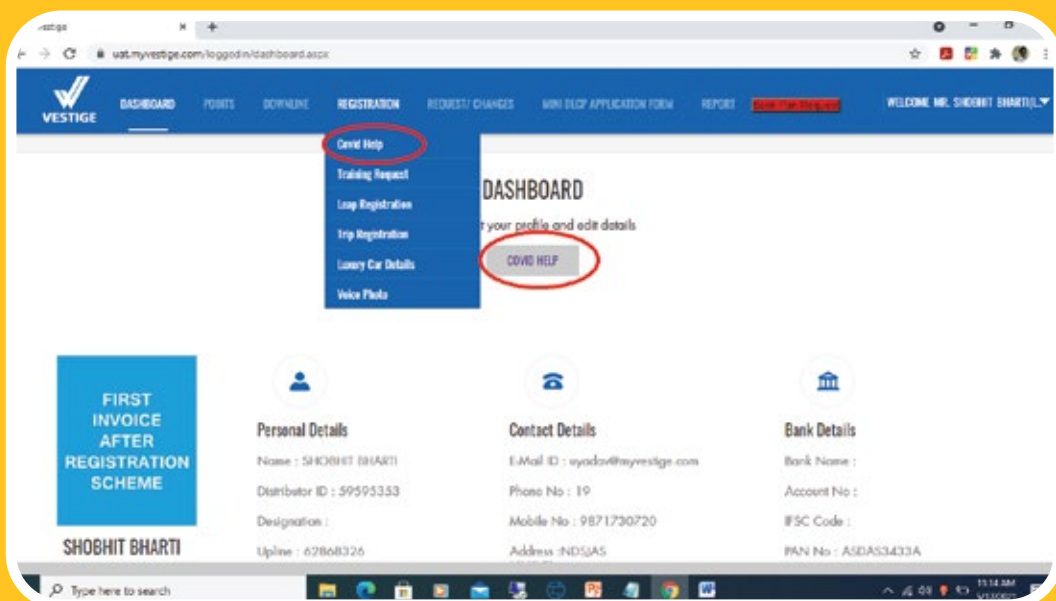 uat.myvestige.com/loggedin/dashboard.aspx
VESTIGE
DASHBOARD POINTS DOWNLINE REGISTRATION REQUEST/ CHANGES MINI DLCP APPLICATION FORM REPORT WELCOME MR. SHOBHIT BHARTI(
Covid Help
Training Request
Leap Registration
Trip Registration
Luxury Car Details
Voice Photo
DASHBOARD
your profile and edit details
COVID HELP
FIRST
INVOICE
AFTER
REGISTRATION
SCHEME
SHOBHIT BHARTI
Personal Details
Name : SHOBHIT BHARTI
Distributor ID : 59595353
Designation :
Upline : 62868326
Contact Details
E-Mail ID : uyadav@myvestige.com
Phone No : 19
Mobile No : 9871730720
Address :NDSJAS
Bank Details
Bank Name :
Account No :
IFSC Code :
PAN No : ASDAS3433A
Type here to search
11:14 AM